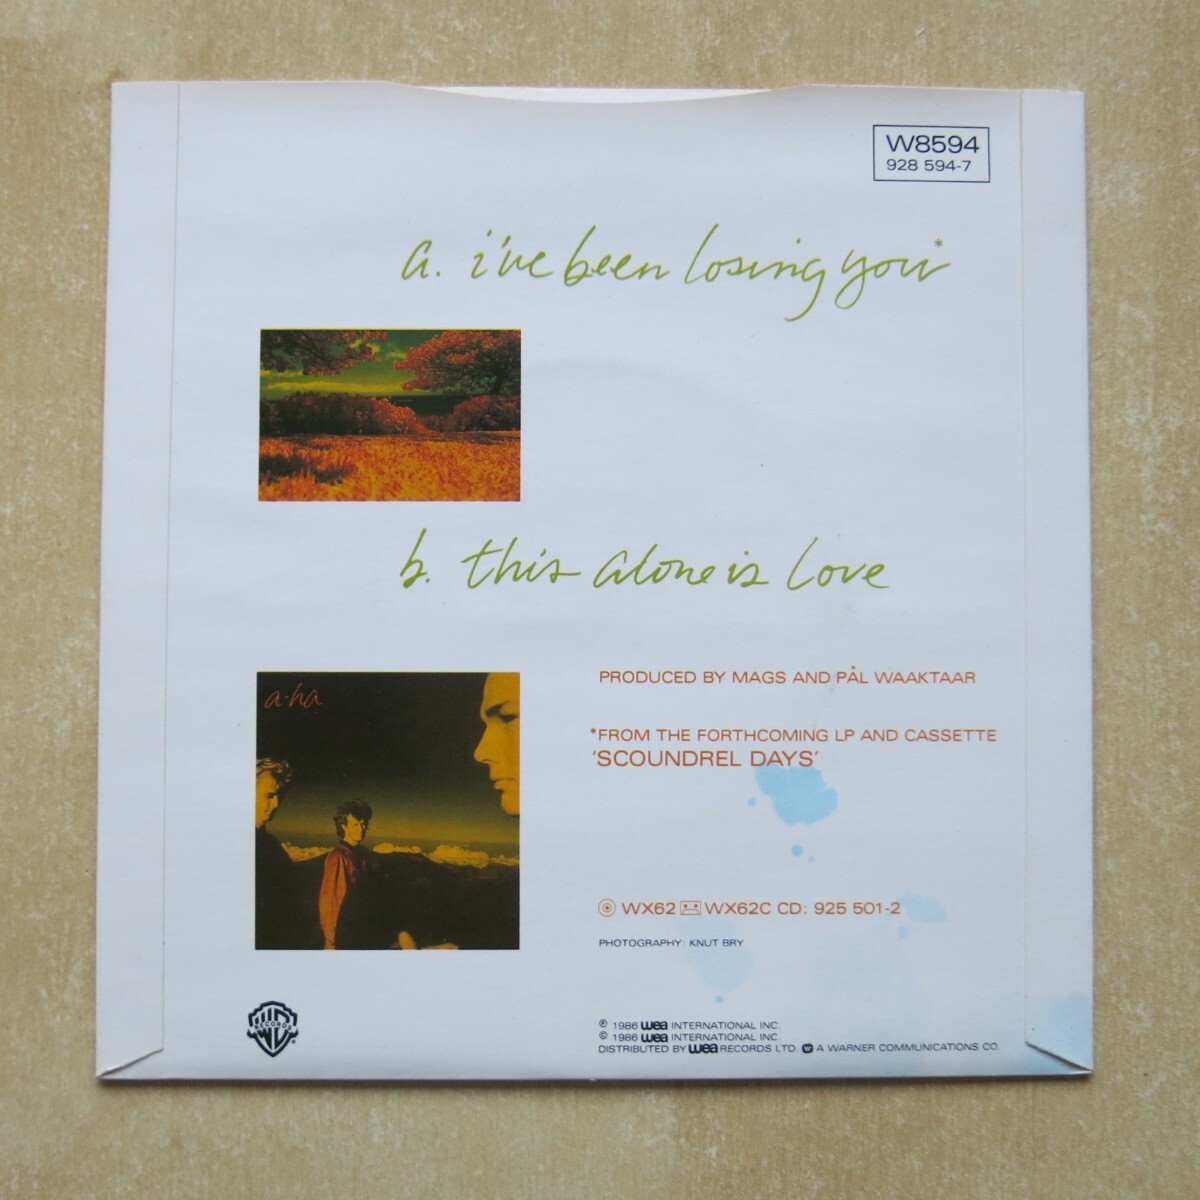 W8594
928 594-7
a. i've been losing you*
b. this alone is love
a-ha
PRODUCED BY MAGS AND PÅL WAAKTAAR
*FROM THE FORTHCOMING LP AND CASSETTE
'SCOUNDREL DAYS'
WX62 WX62C CD: 925 501-2
PHOTOGRAPHY: KNUT BRY
WB RECORDS ®
℗ 1986 wea INTERNATIONAL INC.
© 1986 wea INTERNATIONAL INC.
DISTRIBUTED BY wea RECORDS LTD. A WARNER COMMUNICATIONS CO.